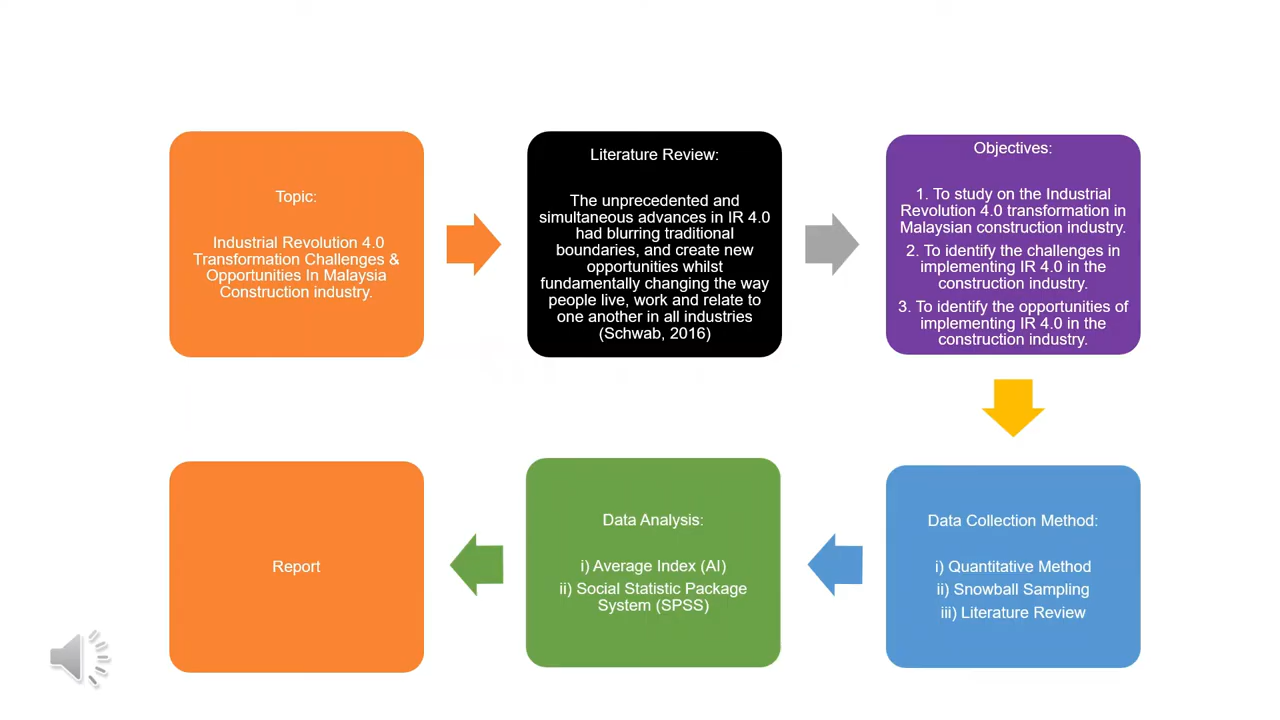 Topic:
Industrial Revolution 4.0
Transformation Challenges &
Opportunities In Malaysia
Construction industry.
Literature Review:
The unprecedented and
simultaneous advances in IR 4.0
had blurring traditional
boundaries, and create new
opportunities whilst
fundamentally changing the way
people live, work and relate to
one another in all industries
(Schwab, 2016)
Objectives:
1. To study on the Industrial
Revolution 4.0 transformation in
Malaysian construction industry.
2. To identify the challenges in
implementing IR 4.0 in the
construction industry.
3. To identify the opportunities of
implementing IR 4.0 in the
construction industry.
Data Collection Method:
i) Quantitative Method
ii) Snowball Sampling
iii) Literature Review
Data Analysis:
i) Average Index (AI)
ii) Social Statistic Package
System (SPSS)
Report